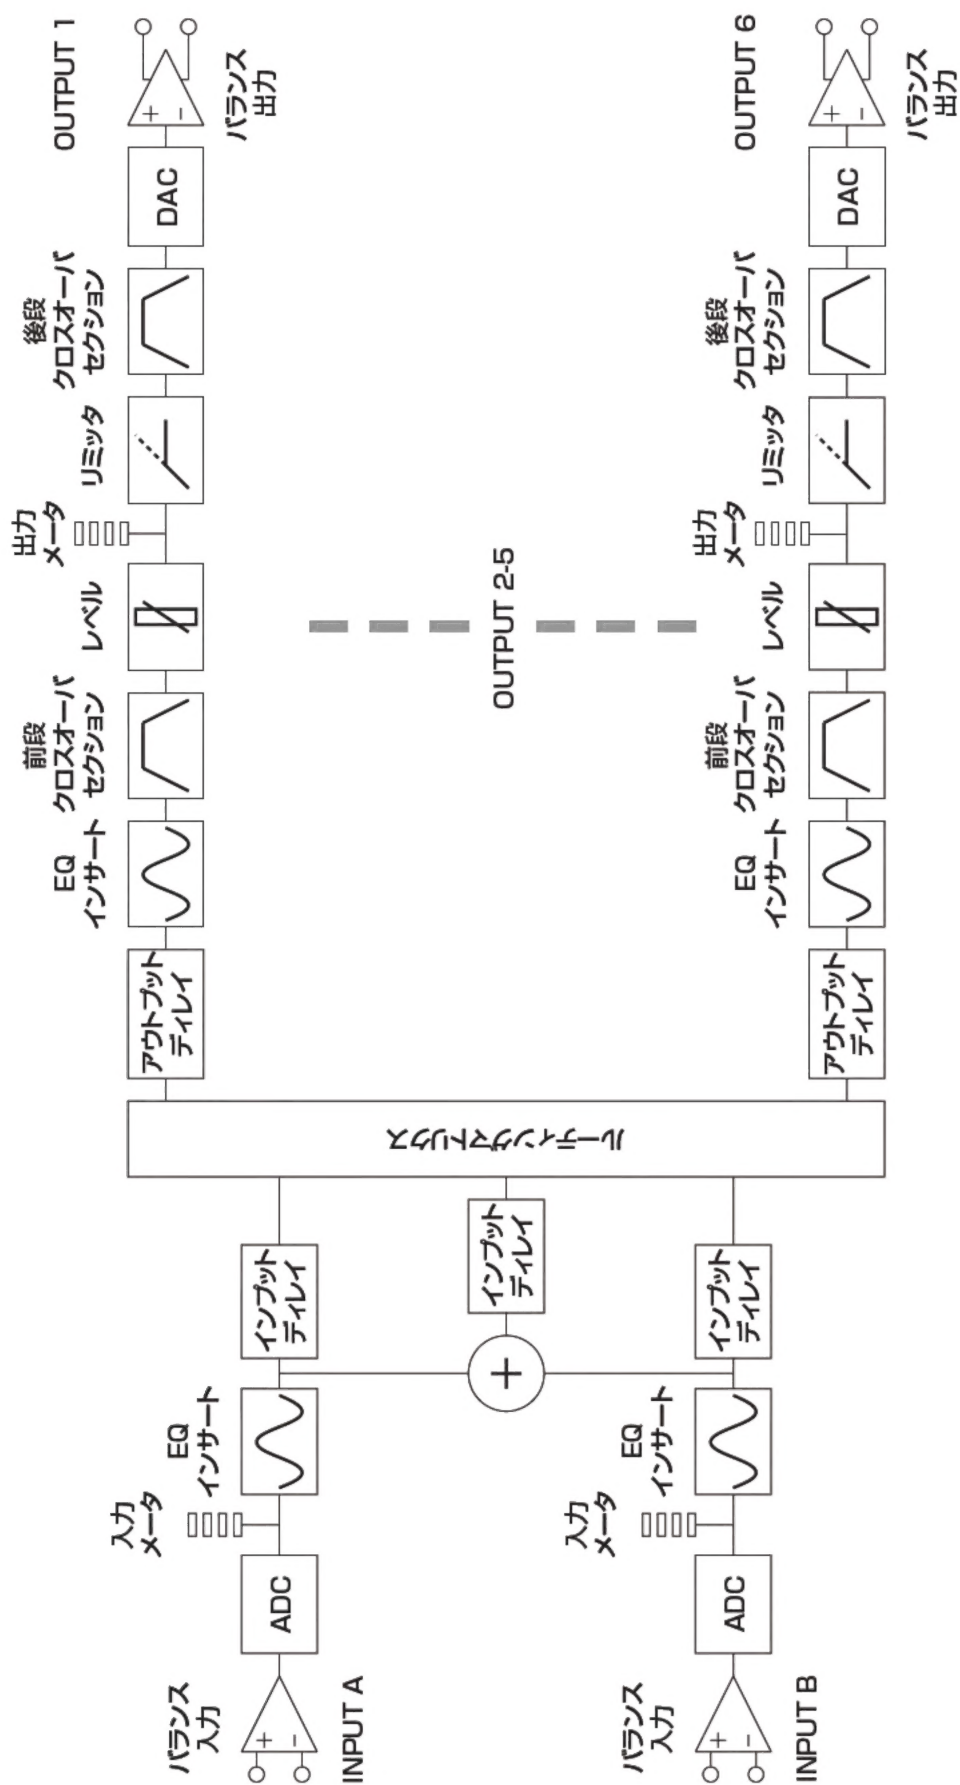 バランス
入力
INPUT A
ADC
入力
メータ
EQ
インサート
インプット
ディレイ
+
インプット
ディレイ
バランス
入力
INPUT B
ADC
入力
メータ
EQ
インサート
インプット
ディレイ
ルーティングマトリクス
アウトプット
ディレイ
EQ
インサート
前段
クロスオーバ
セクション
レベル
出力
メータ
リミッタ
後段
クロスオーバ
セクション
DAC
OUTPUT 1
バランス
出力
OUTPUT 2-5
アウトプット
ディレイ
EQ
インサート
前段
クロスオーバ
セクション
レベル
出力
メータ
リミッタ
後段
クロスオーバ
セクション
DAC
OUTPUT 6
バランス
出力